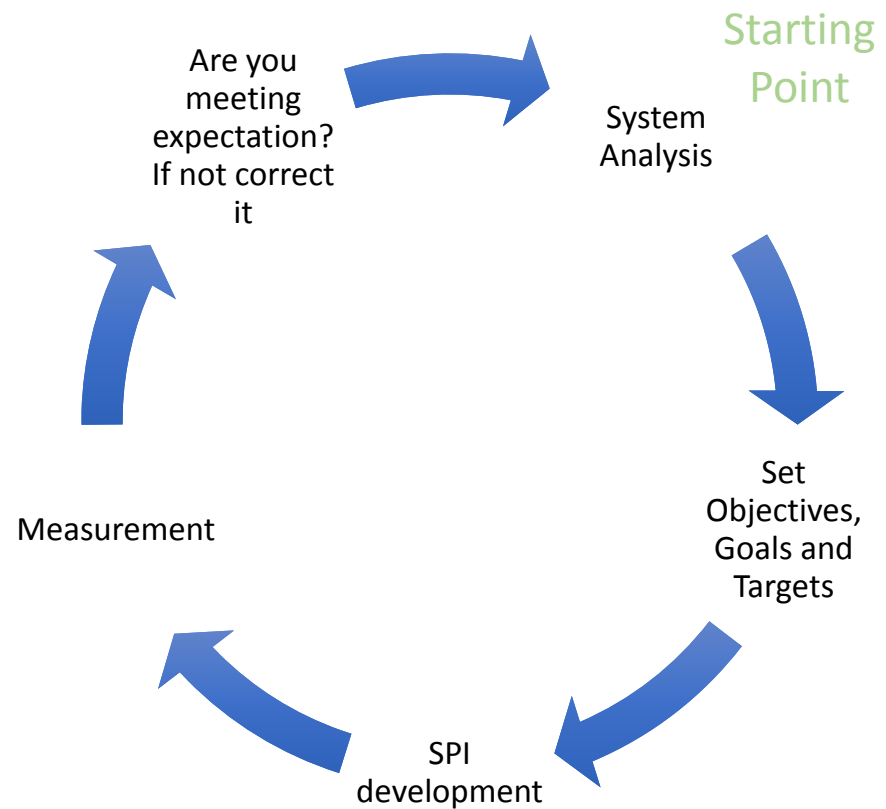 Starting
Point
System
Analysis
Set
Objectives,
Goals and
Targets
SPI
development
Measurement
Are you
meeting
expectation?
If not correct
it